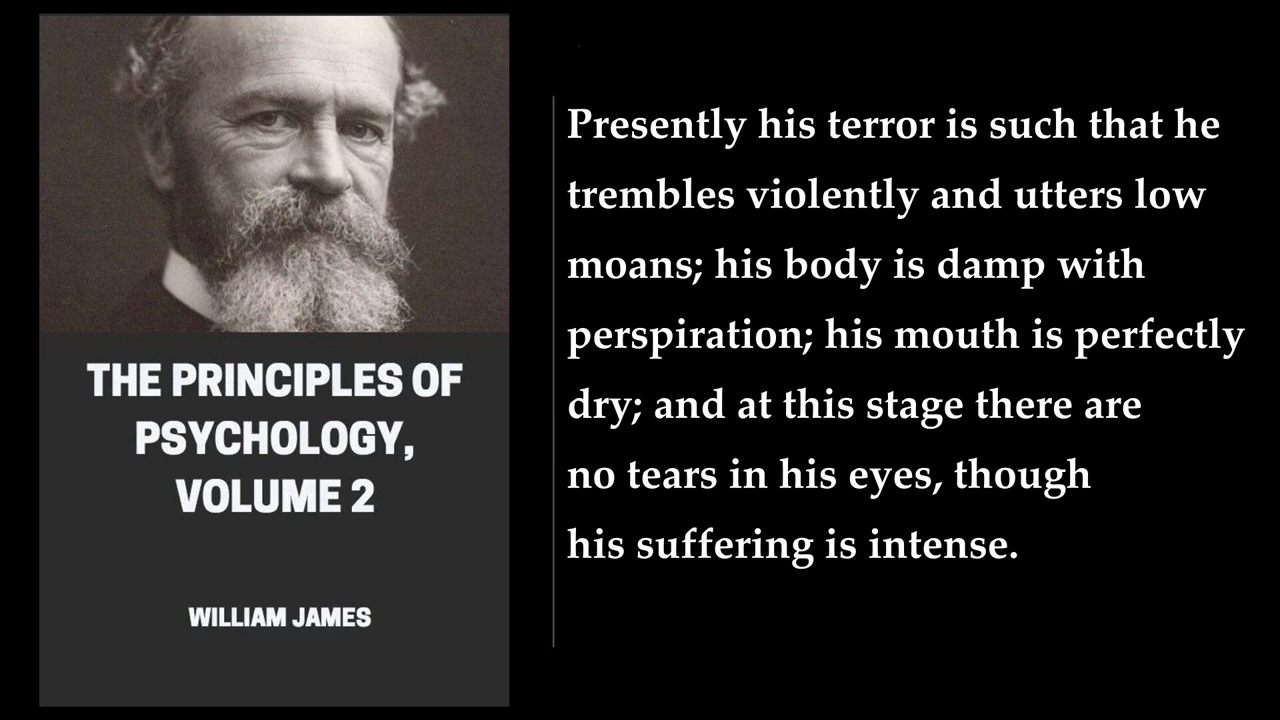 THE PRINCIPLES OF
PSYCHOLOGY,
VOLUME 2
WILLIAM JAMES
Presently his terror is such that he
trembles violently and utters low
moans; his body is damp with
perspiration; his mouth is perfectly
dry; and at this stage there are
no tears in his eyes, though
his suffering is intense.